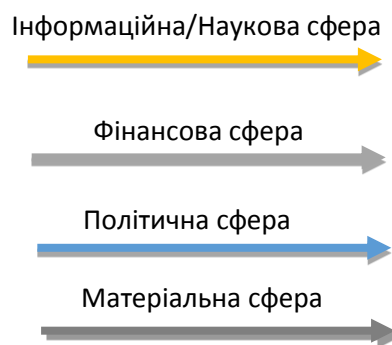 Інформаційна/Наукова сфера
Фінансова сфера
Політична сфера
Матеріальна сфера